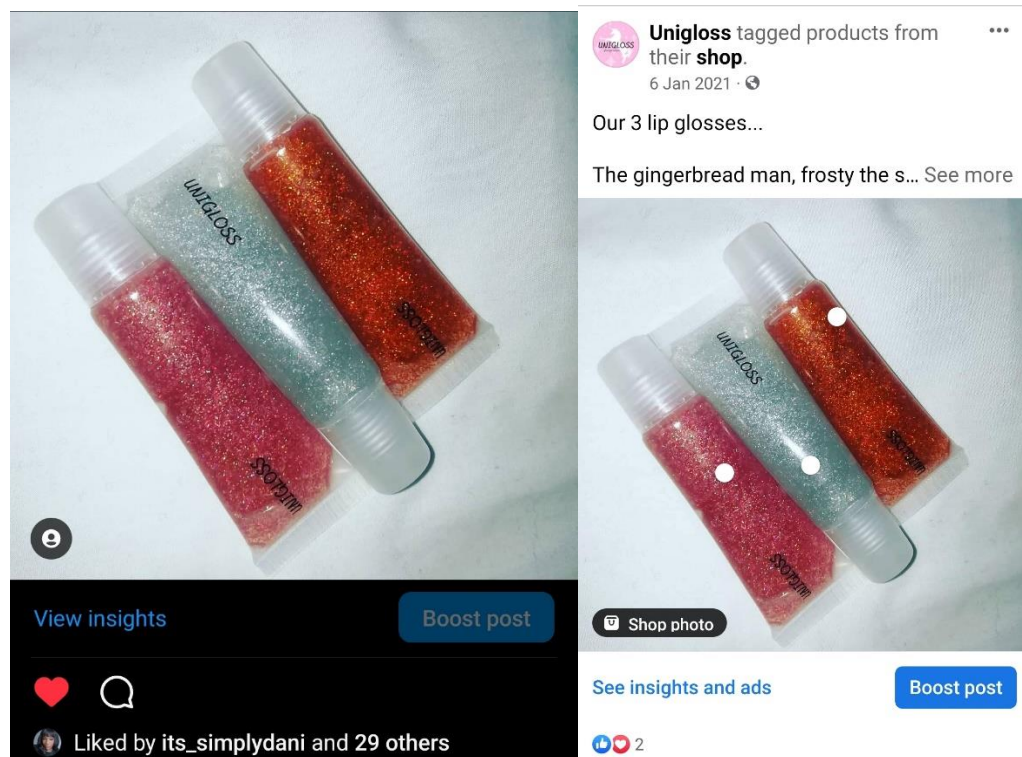 UNIGLOSS
UNIGLOSS
UNIGLOSS
View insights
Boost post
Liked by its_simplydani and 29 others
UNIGLOSS
Unigloss tagged products from
their shop.
6 Jan 2021 ·
Our 3 lip glosses...
The gingerbread man, frosty the s... See more
UNIGLOSS
UNIGLOSS
UNIGLOSS
Shop photo
See insights and ads
Boost post
2